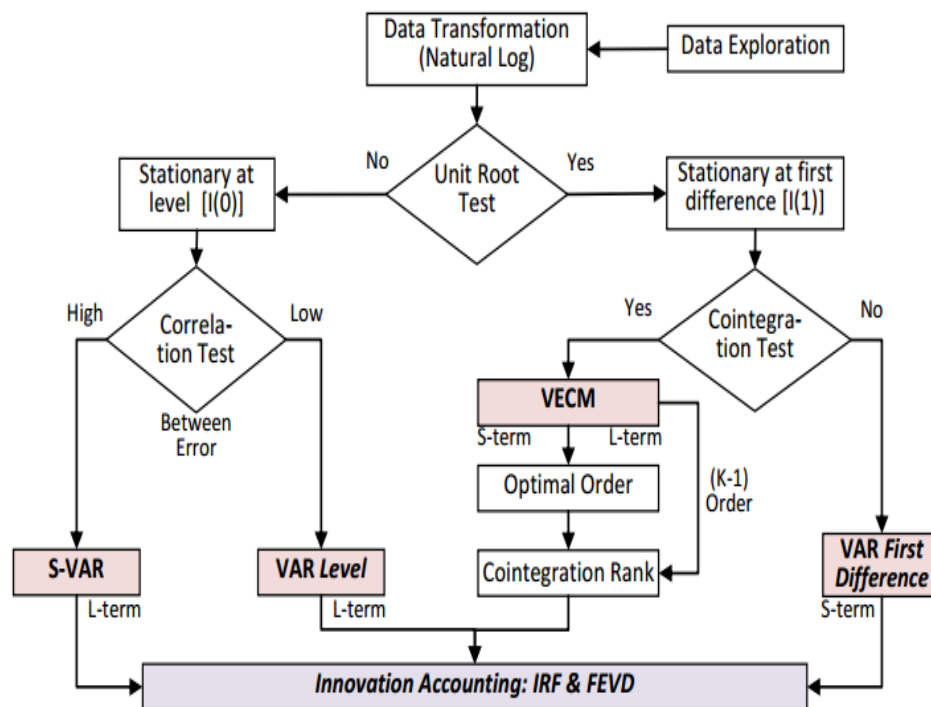 Data Transformation
(Natural Log)
Data Exploration
No
Unit Root
Test
Yes
Stationary at
level [I(0)]
Stationary at first
difference [I(1)]
High
Correla-
tion Test
Low
Between
Error
Yes
Cointegra-
tion Test
No
VECM
S-term
L-term
Optimal Order
(K-1)
Order
Cointegration Rank
S-VAR
L-term
VAR Level
L-term
VAR First
Difference
S-term
Innovation Accounting: IRF & FEVD